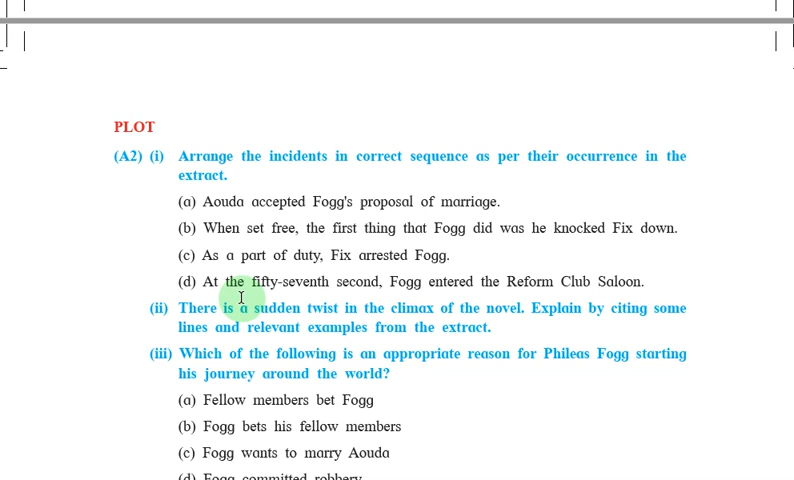 PLOT
(A2) (i) Arrange the incidents in correct sequence as per their occurrence in the
extract.
(a) Aouda accepted Fogg's proposal of marriage.
(b) When set free, the first thing that Fogg did was he knocked Fix down.
(c) As a part of duty, Fix arrested Fogg.
(d) At the fifty-seventh second, Fogg entered the Reform Club Saloon.
(ii) There is a sudden twist in the climax of the novel. Explain by citing some
lines and relevant examples from the extract.
(iii) Which of the following is an appropriate reason for Phileas Fogg starting
his journey around the world?
(a) Fellow members bet Fogg
(b) Fogg bets his fellow members
(c) Fogg wants to marry Aouda
(d) Fogg committed robbery